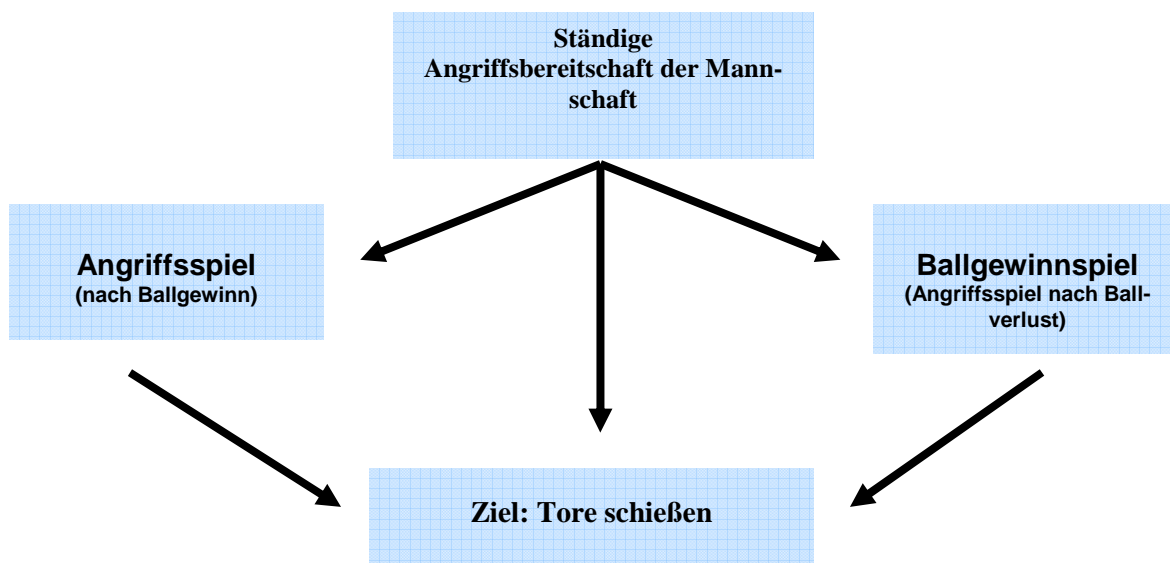 Ständige
Angriffsbereitschaft der Mann-
schaft
Angriffsspiel
(nach Ballgewinn)
Ballgewinnspiel
(Angriffsspiel nach Ball-
verlust)
Ziel: Tore schießen